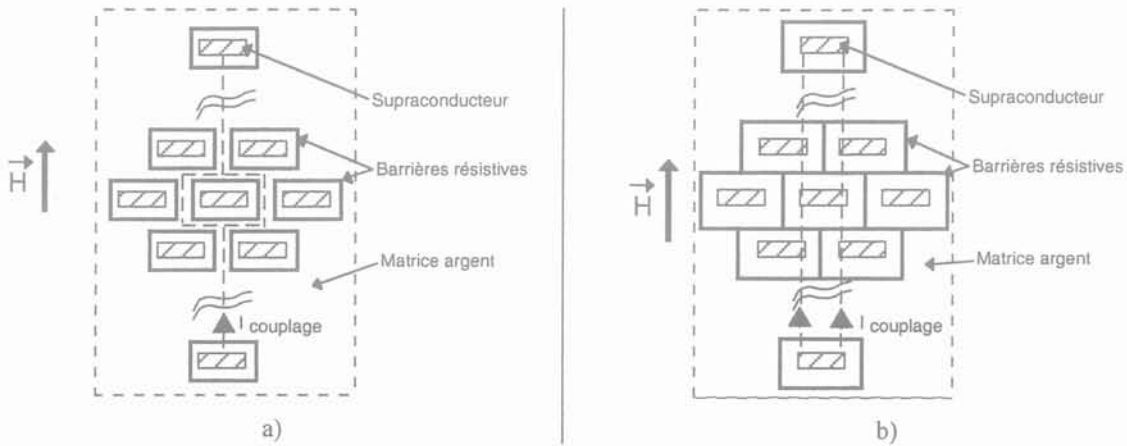 Supraconducteur
H
Barrières résistives
Matrice argent
I couplage
a)
Supraconducteur
H
Barrières résistives
Matrice argent
I couplage
b)